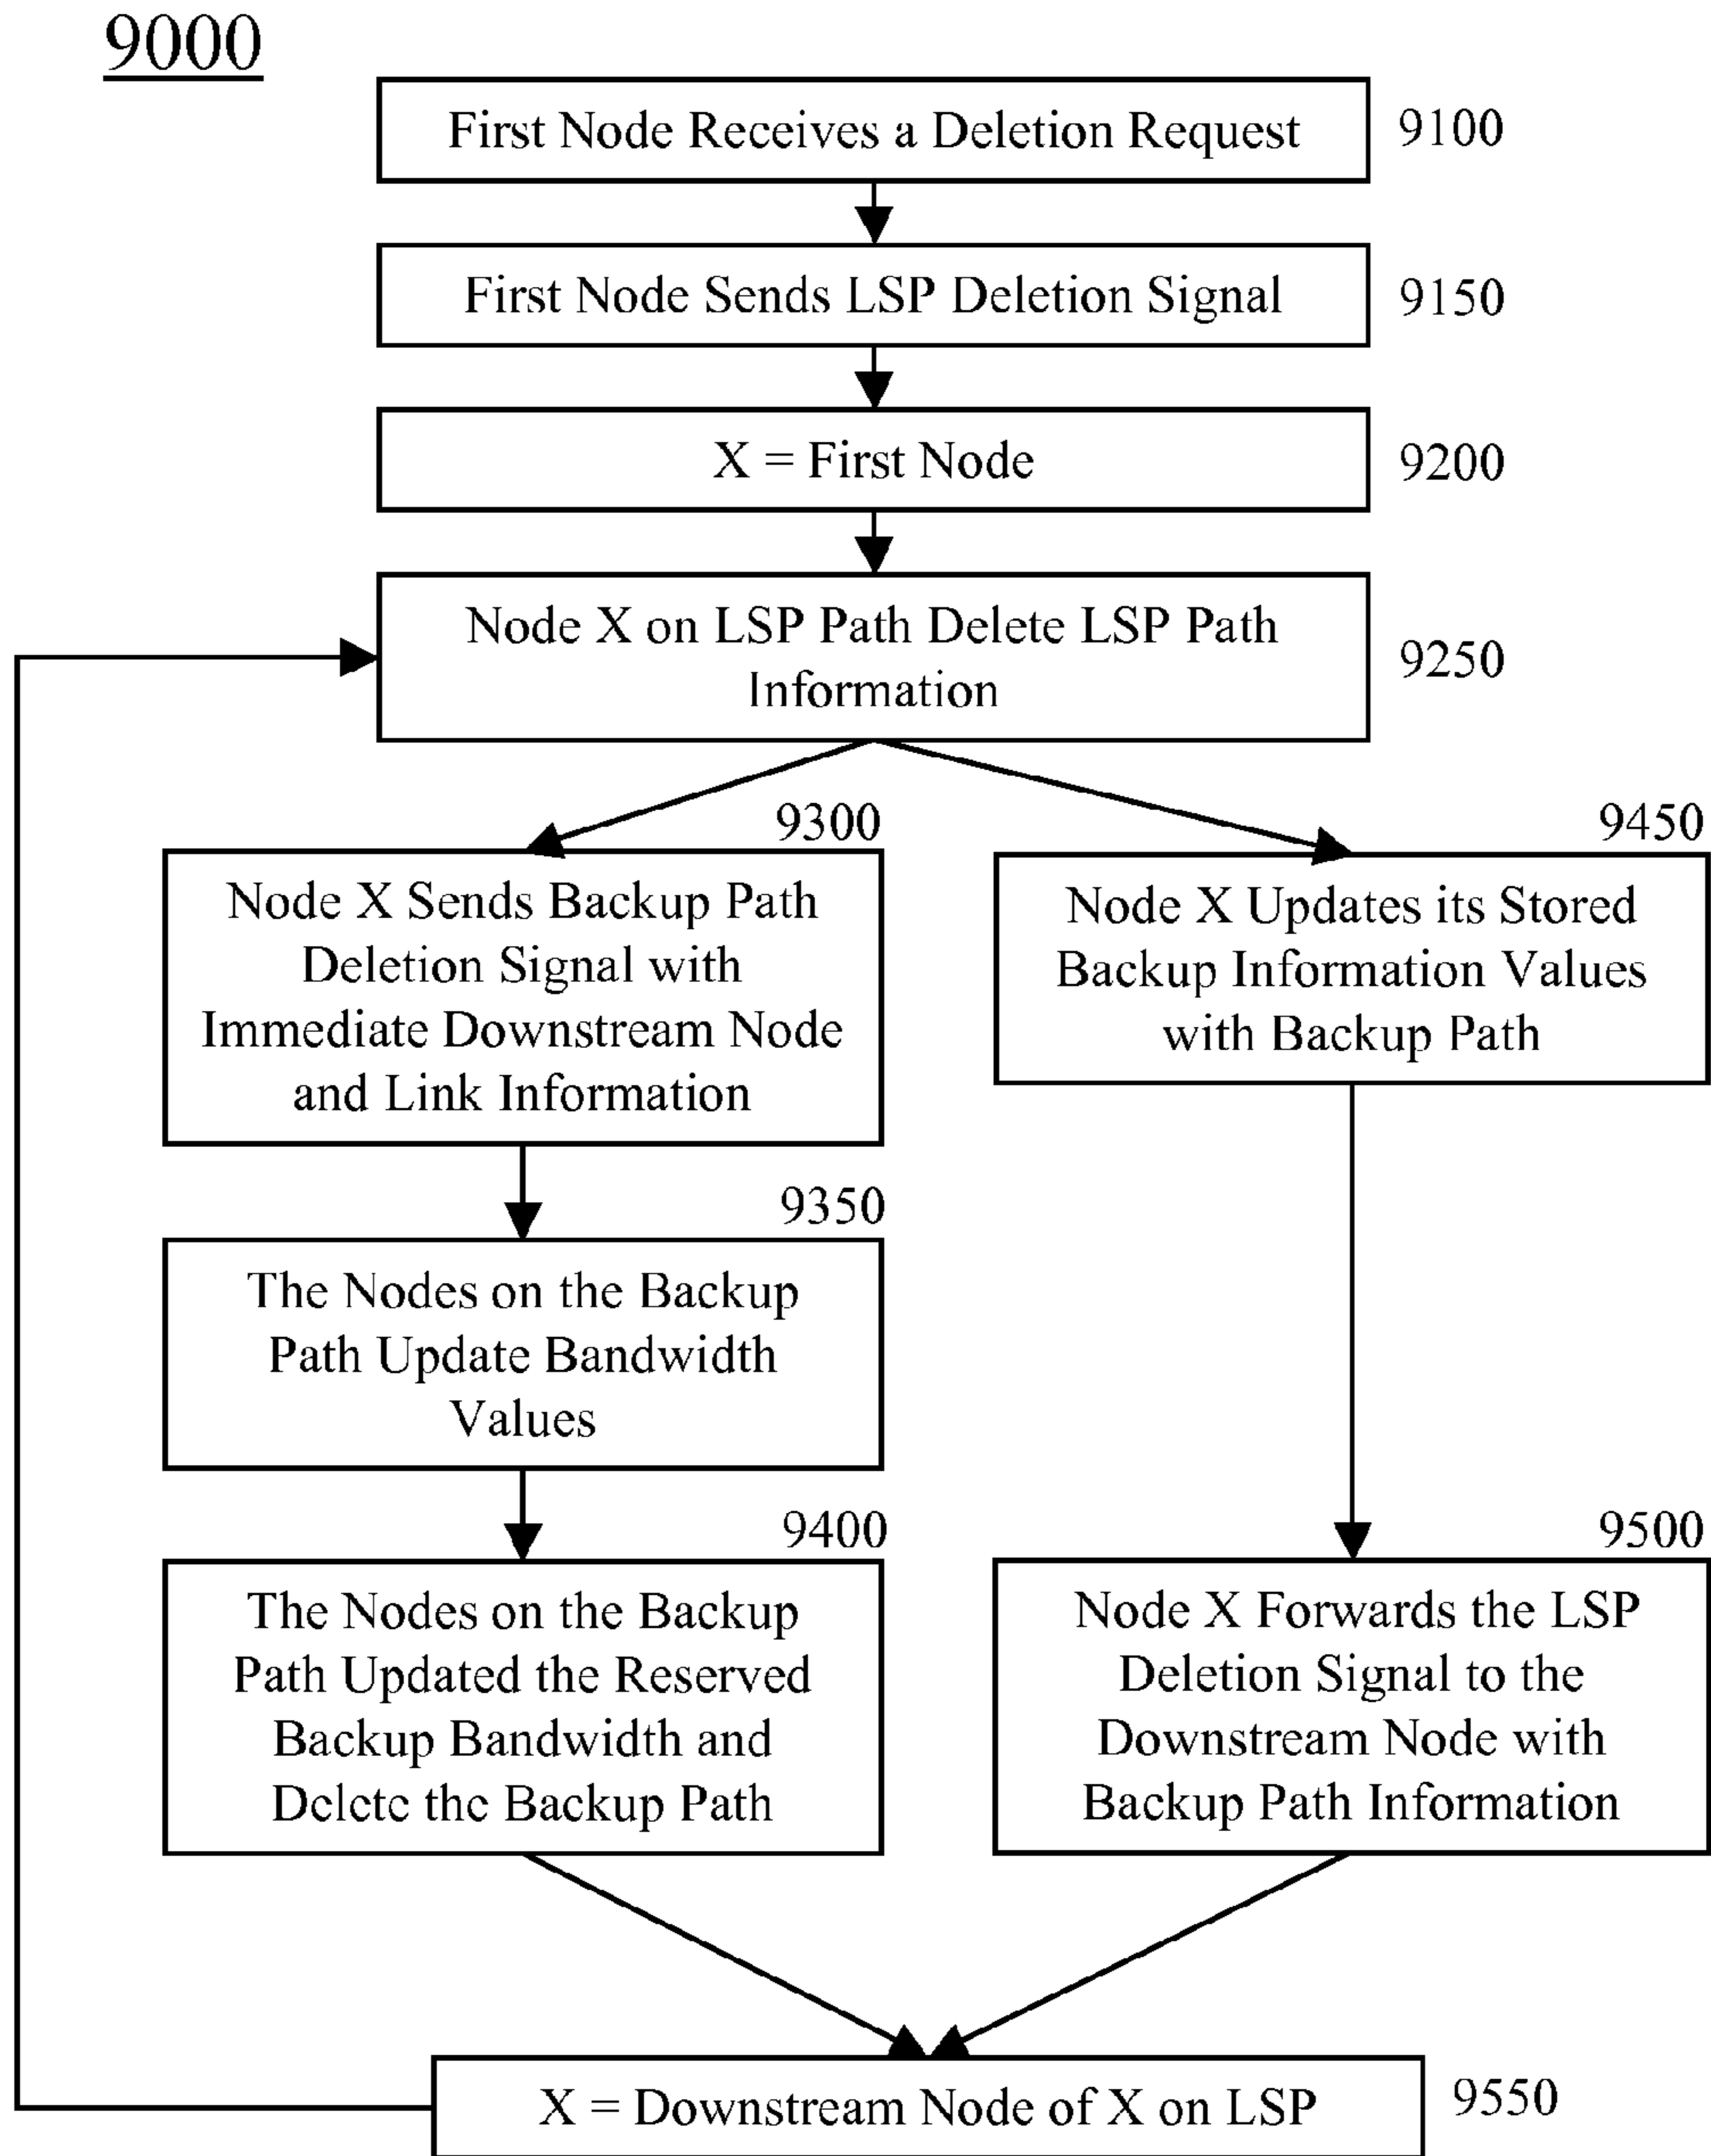 9000
First Node Receives a Deletion Request
9100
First Node Sends LSP Deletion Signal
9150
X = First Node
9200
Node X on LSP Path Delete LSP Path
Information
9250
9300
Node X Sends Backup Path
Deletion Signal with
Immediate Downstream Node
and Link Information
9450
Node X Updates its Stored
Backup Information Values
with Backup Path
9350
The Nodes on the Backup
Path Update Bandwidth
Values
9400
The Nodes on the Backup
Path Updated the Reserved
Backup Bandwidth and
Delete the Backup Path
9500
Node X Forwards the LSP
Deletion Signal to the
Downstream Node with
Backup Path Information
X = Downstream Node of X on LSP
9550